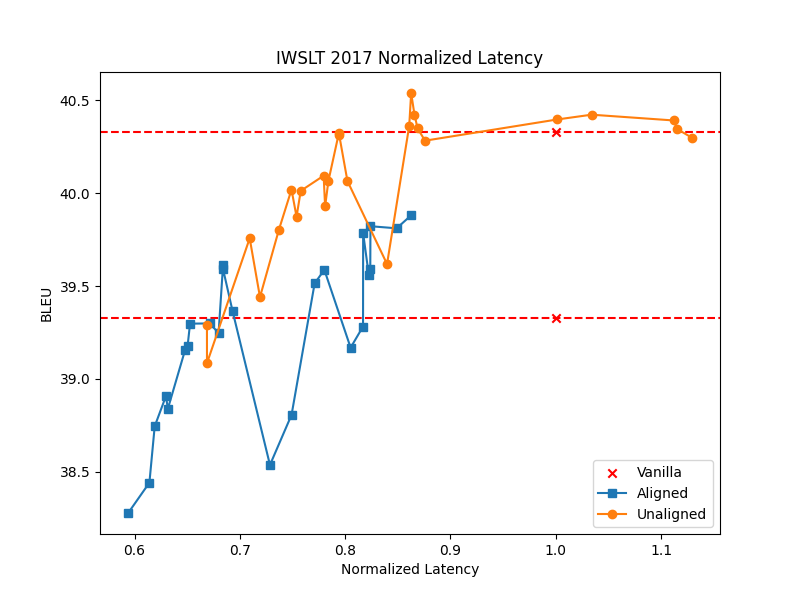 IWSLT 2017 Normalized Latency
BLEU
40.5
40.0
39.5
39.0
38.5
0.6 0.7 0.8 0.9 1.0 1.1
Normalized Latency
Vanilla
Aligned
Unaligned